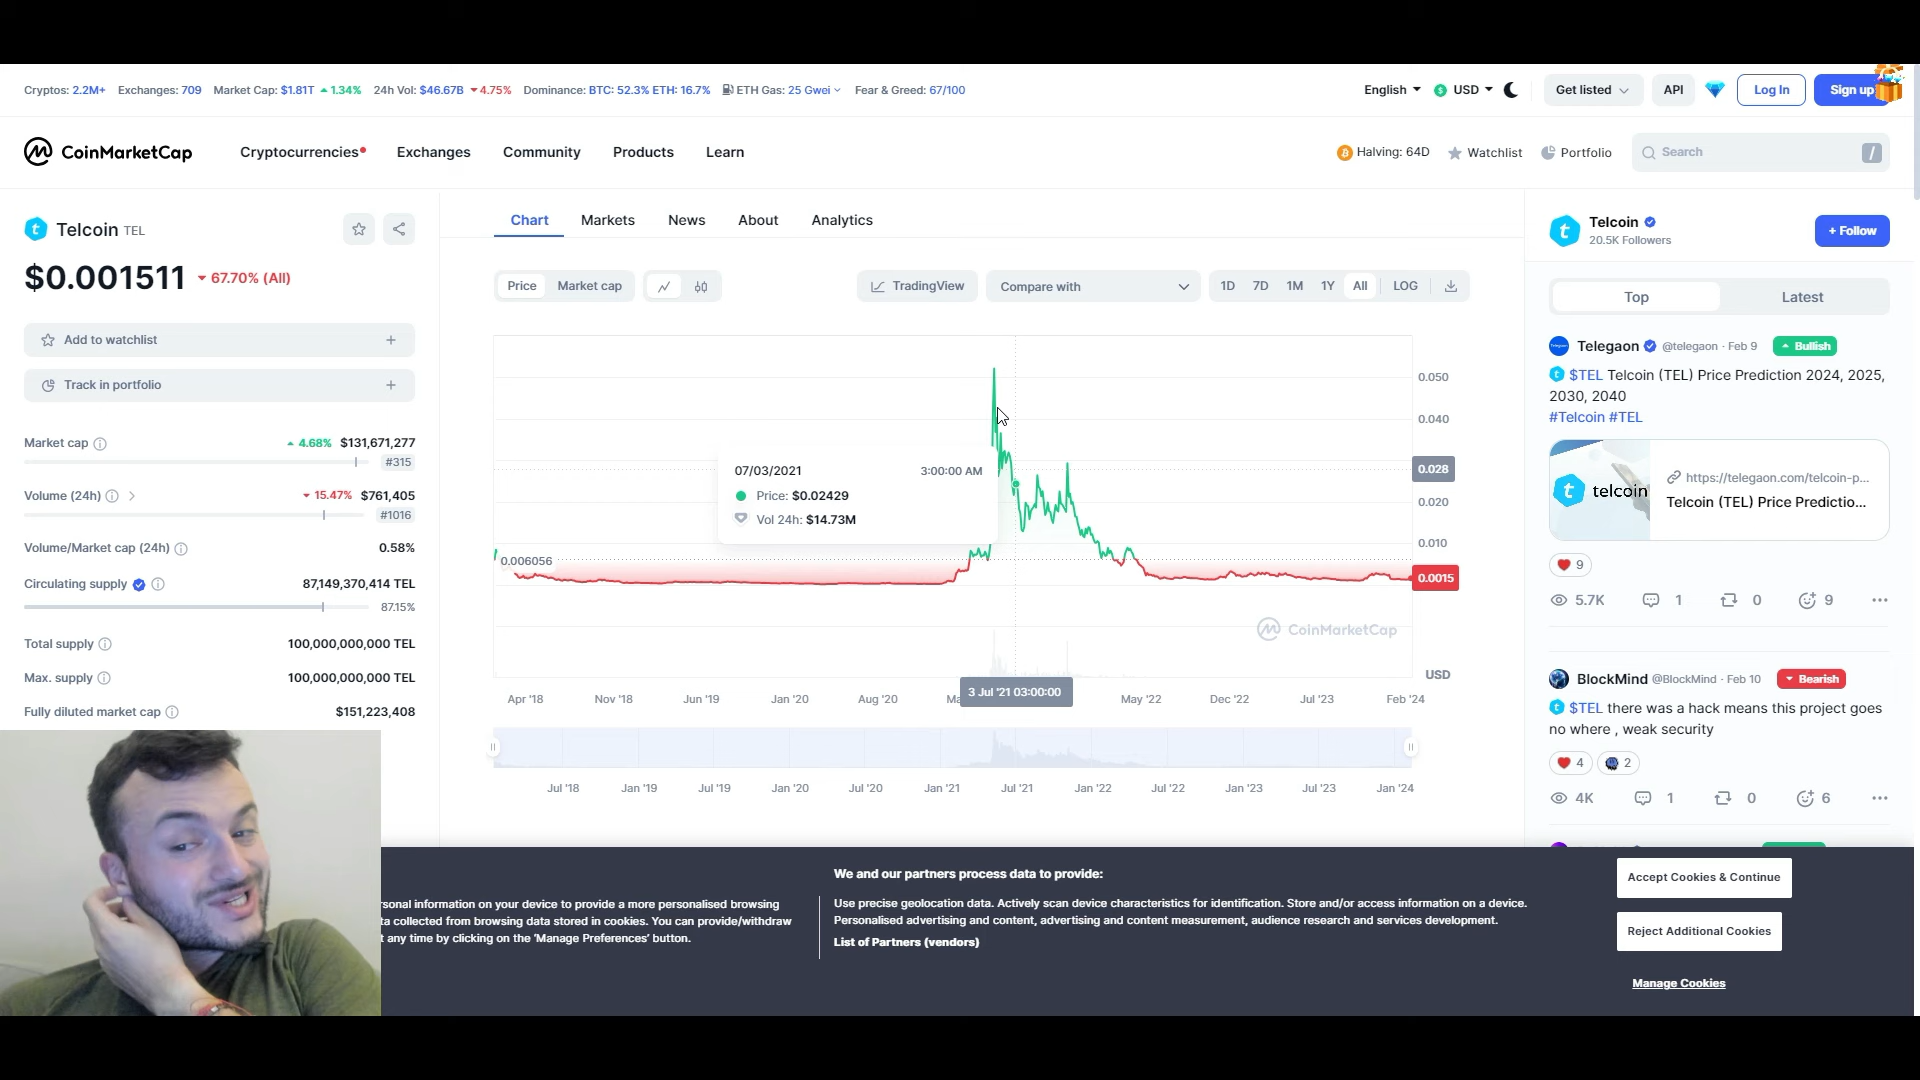 Cryptos: 2.2M+ Exchanges: 709 Market Cap: $1.81T 1.34% 24h Vol: $46.67B 4.75% Dominance: BTC: 52.3% ETH: 16.7% ETH Gas: 25 Gwei Fear & Greed: 67/100
English USD Get listed API Log In Sign up
CoinMarketCap Cryptocurrencies Exchanges Community Products Learn
Halving: 64D Watchlist Portfolio Search /
Telcoin TEL
$0.001511 67.70% (All)
Add to watchlist +
Track in portfolio +
Market cap 4.68% $131,671,277
#315
Volume (24h) 15.47% $761,405
#1016
Volume/Market cap (24h) 0.58%
Circulating supply 87,149,370,414 TEL
87.15%
Total supply 100,000,000,000 TEL
Max. supply 100,000,000,000 TEL
Fully diluted market cap $151,223,408
Chart Markets News About Analytics
Price Market cap TradingView Compare with 1D 7D 1M 1Y All LOG
0.050
0.040
0.028
0.020
0.010
0.0015
07/03/2021 3:00:00 AM
Price: $0.02429
Vol 24h: $14.73M
0.006056
CoinMarketCap
USD
Apr '18 Nov '18 Jun '19 Jan '20 Aug '20 3 Jul '21 03:00:00 May '22 Dec '22 Jul '23 Feb '24
Jul '18 Jan '19 Jul '19 Jan '20 Jul '20 Jan '21 Jul '21 Jan '22 Jul '22 Jan '23 Jul '23 Jan '24
Telcoin
20.5K Followers
+ Follow
Top Latest
Telegaon @telegaon · Feb 9 Bullish
$TEL Telcoin (TEL) Price Prediction 2024, 2025,
2030, 2040
#Telcoin #TEL
telcoin
https://telegaon.com/telcoin-p...
Telcoin (TEL) Price Predictio...
9
5.7K 1 0 9
BlockMind @BlockMind · Feb 10 Bearish
$TEL there was a hack means this project goes
no where , weak security
4 2
4K 1 0 6
rsonal information on your device to provide a more personalised browsing
ta collected from browsing data stored in cookies. You can provide/withdraw
t any time by clicking on the 'Manage Preferences' button.
We and our partners process data to provide:
Use precise geolocation data. Actively scan device characteristics for identification. Store and/or access information on a device.
Personalised advertising and content, advertising and content measurement, audience research and services development.
List of Partners (vendors)
Accept Cookies & Continue
Reject Additional Cookies
Manage Cookies